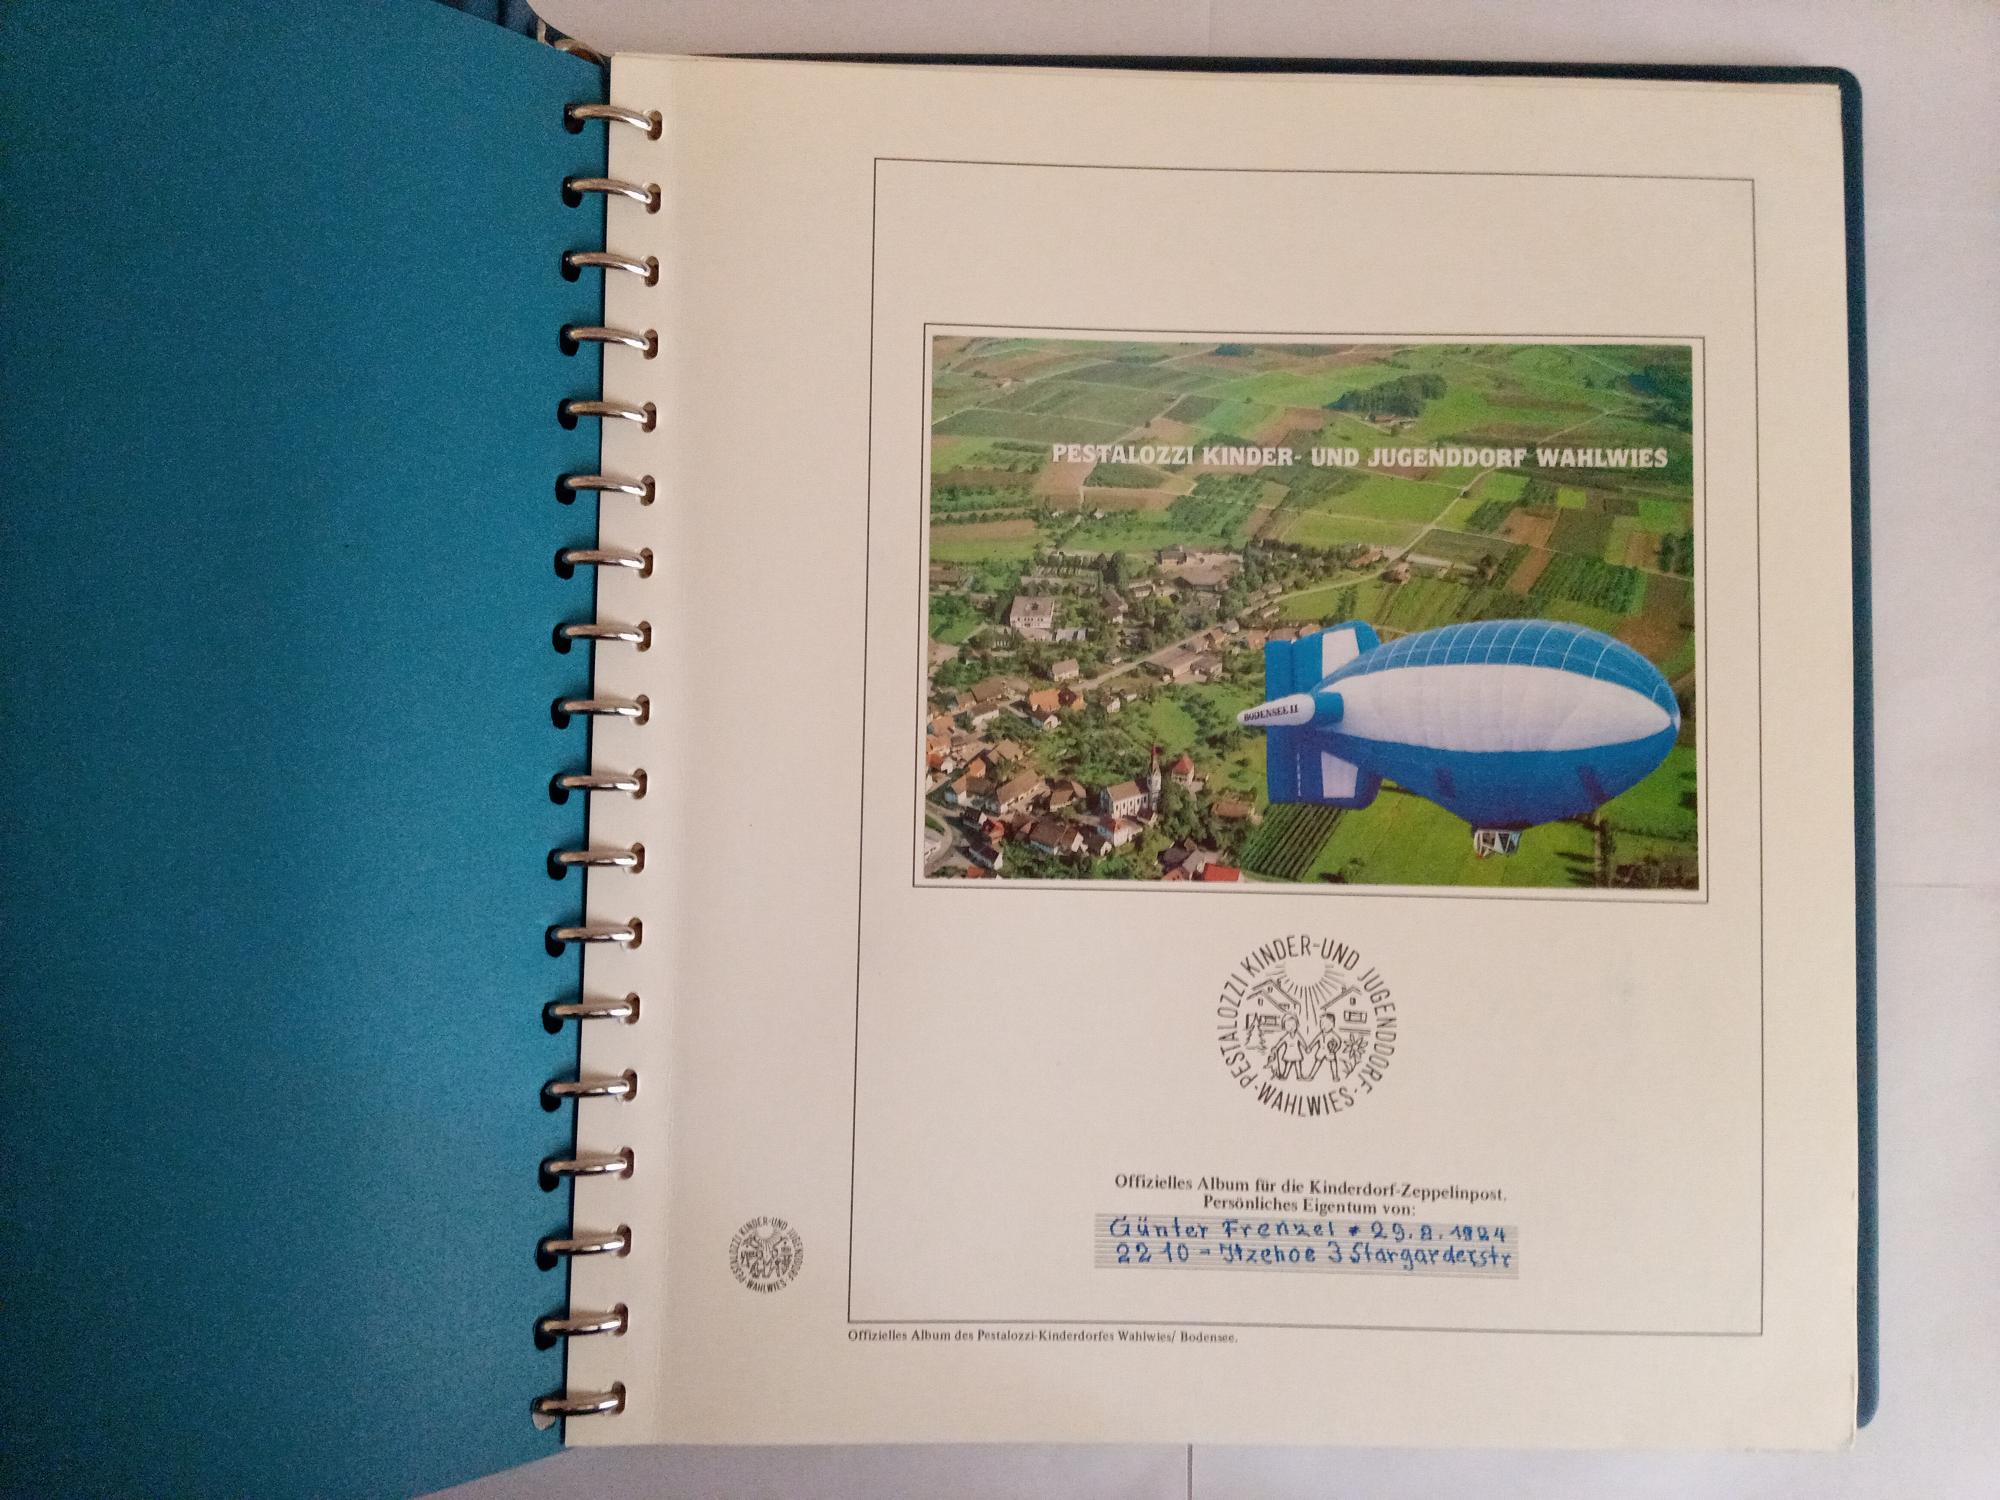 PESTALOZZI KINDER- UND JUGENDDORF WAHLWIES
BODENSEE II
PESTALOZZI KINDER-UND JUGENDDORF-
-WAHLWIES-
Offizielles Album für die Kinderdorf-Zeppelinpost.
Persönliches Eigentum von:
Günter Frenzel * 29.8.1924
2210 - Itzehoe 3 Stargarderstr
PESTALOZZI KINDER-UND JUGENDDORF-
-WAHLWIES-
Offizielles Album des Pestalozzi-Kinderdorfes Wahlwies/ Bodensee.